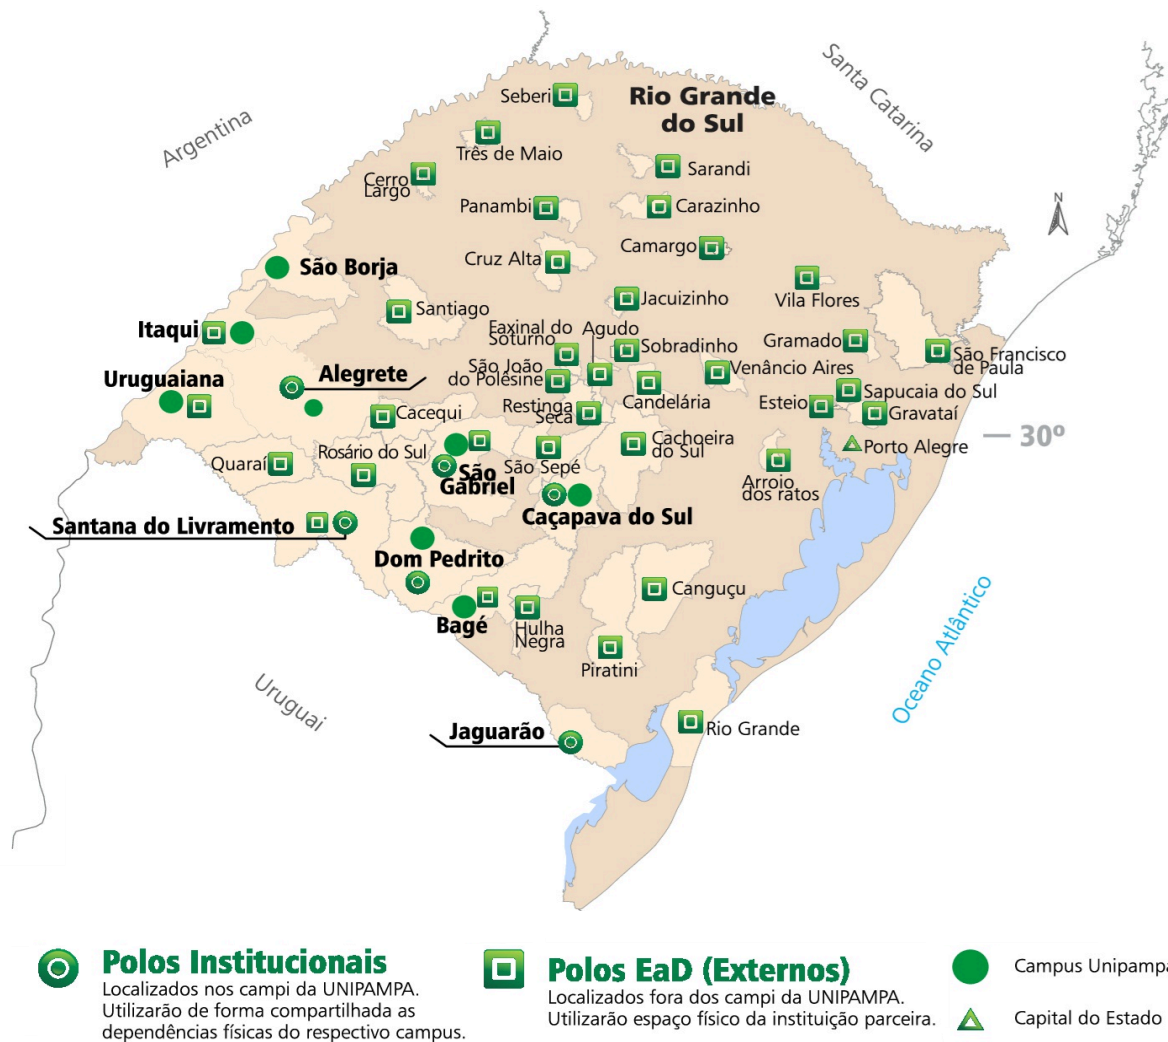 Santa Catarina
Argentina
Rio Grande
do Sul
Seberi
Três de Maio
Sarandi
Cerro
Largo
Panambi
Carazinho
N
Camargo
Cruz Alta
São Borja
Vila Flores
Jacuizinho
Santiago
Itaqui
Faxinal do
Soturno
Agudo
Sobradinho
Gramado
São Francisco
de Paula
São João
do Polêsine
Venâncio Aires
Uruguaiana
Alegrete
Candelária
Sapucaia do Sul
Esteio
Gravataí
Cacequi
Restinga
Seca
30º
Porto Alegre
Rosário do Sul
Quaraí
São
Gabriel
São Sepé
Cachoeira
do Sul
Arroio
dos ratos
Caçapava do Sul
Santana do Livramento
Dom Pedrito
Canguçu
Bagé
Hulha
Negra
Piratini
Oceano Atlântico
Uruguai
Jaguarão
Rio Grande
Polos Institucionais
Localizados nos campi da UNIPAMPA.
Utilizarão de forma compartilhada as
dependências físicas do respectivo campus.
Polos EaD (Externos)
Localizados fora dos campi da UNIPAMPA.
Utilizarão espaço físico da instituição parceira.
Campus Unipampa
Capital do Estado